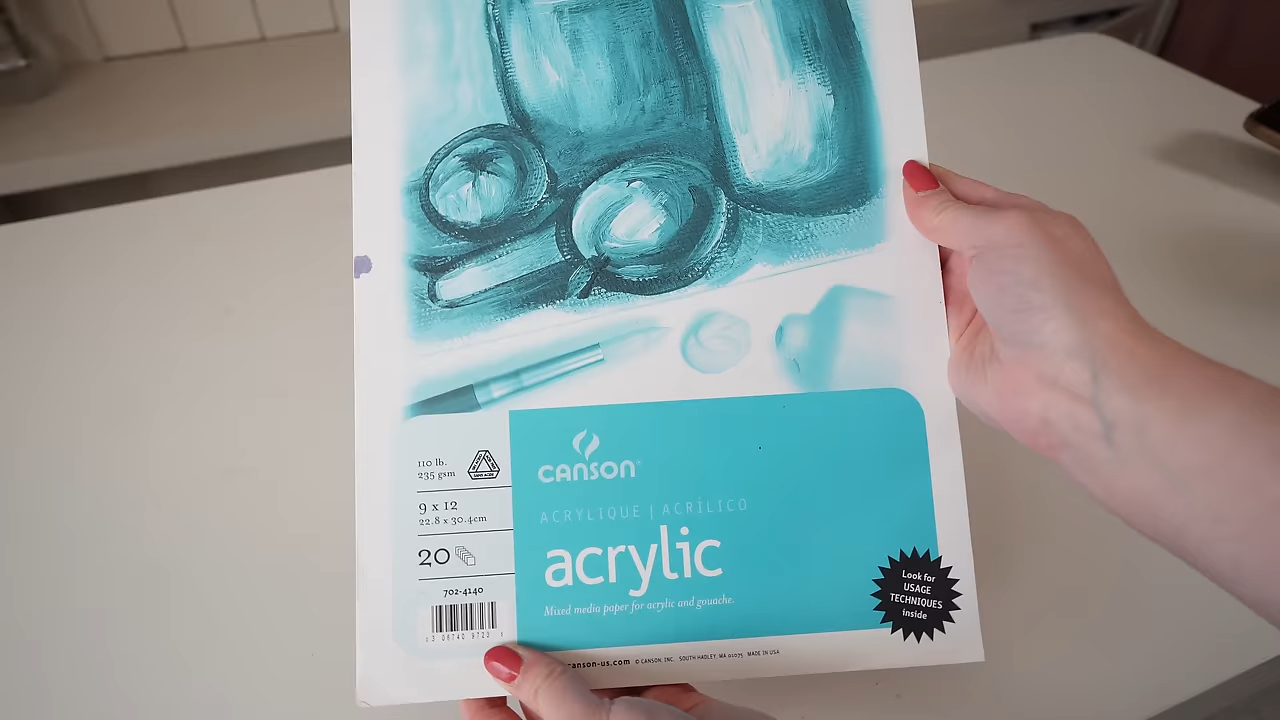 110 lb.
235 gsm
SANS ACIDE
9 x 12
22.8 x 30.4cm
20
702-4140
CANSON®
ACRYLIQUE | ACRÍLICO
acrylic
Mixed media paper for acrylic and gouache.
Look for
USAGE
TECHNIQUES
inside
canson-us.com © CANSON, INC. SOUTH HADLEY, MA 01075 MADE IN USA